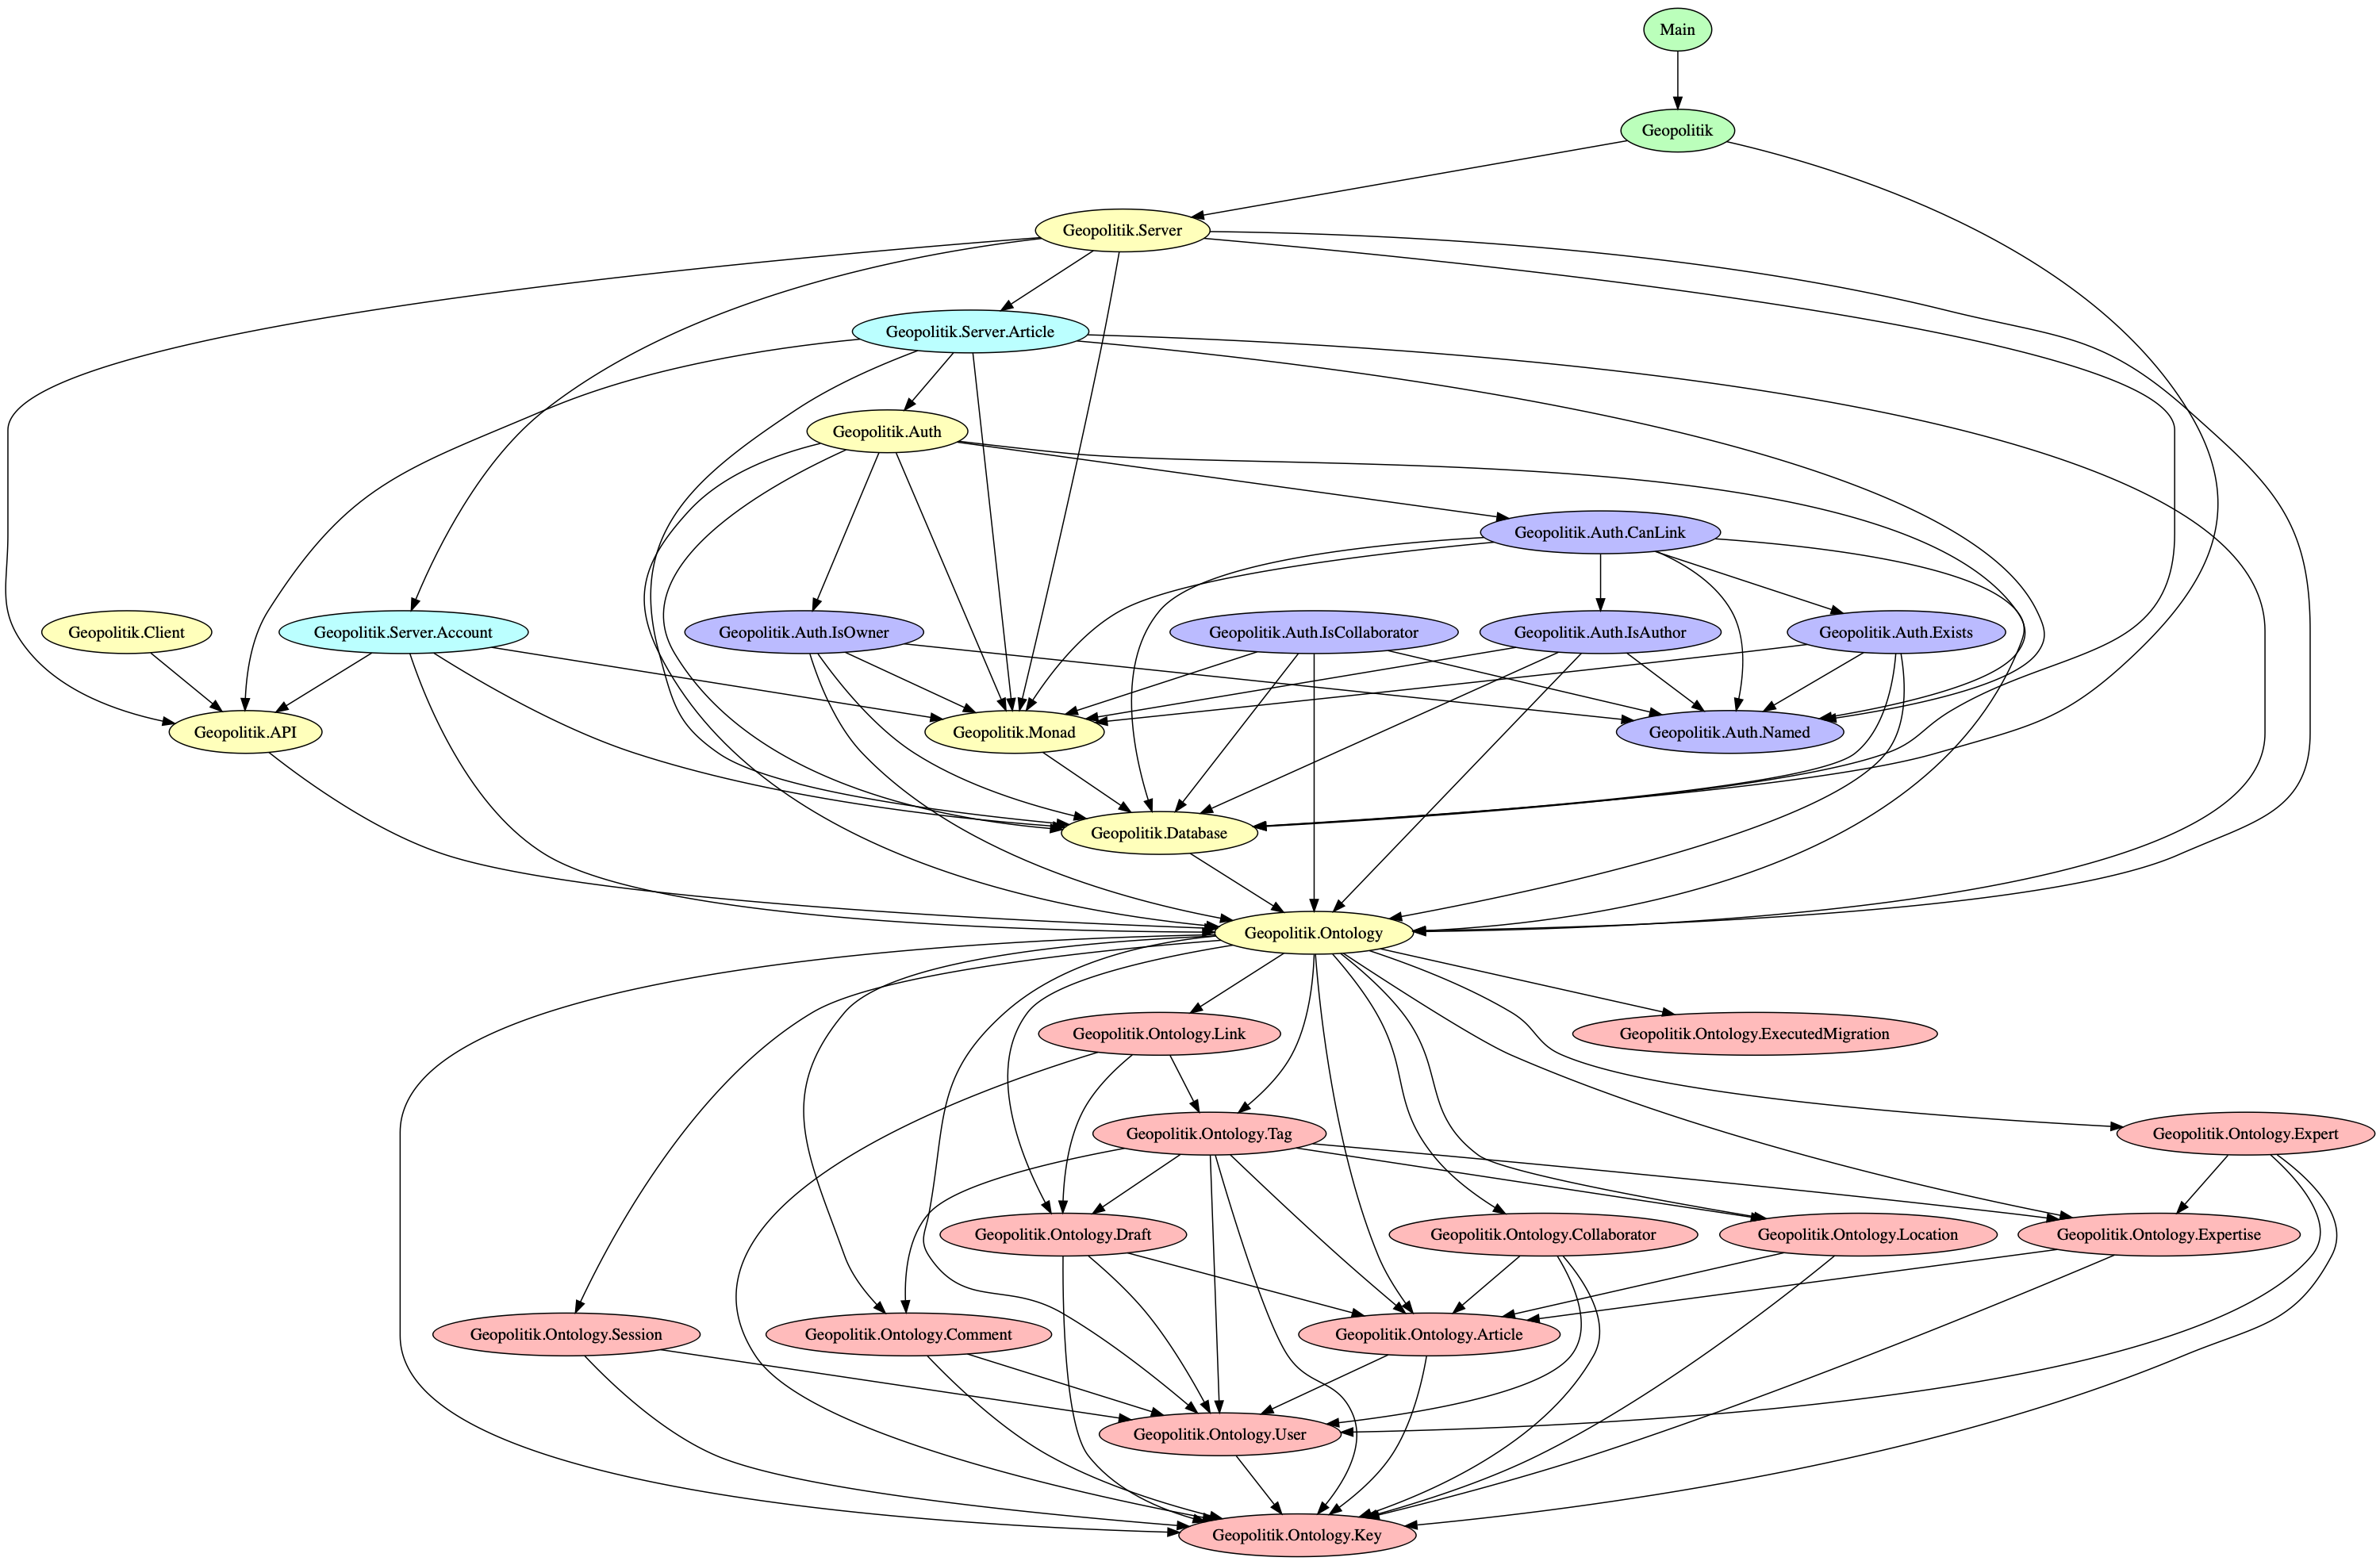 Main
Geopolitik
Geopolitik.Server
Geopolitik.Server.Article
Geopolitik.Auth
Geopolitik.Auth.CanLink
Geopolitik.Client
Geopolitik.Server.Account
Geopolitik.Auth.IsOwner
Geopolitik.Auth.IsCollaborator
Geopolitik.Auth.IsAuthor
Geopolitik.Auth.Exists
Geopolitik.API
Geopolitik.Monad
Geopolitik.Auth.Named
Geopolitik.Database
Geopolitik.Ontology
Geopolitik.Ontology.Link
Geopolitik.Ontology.ExecutedMigration
Geopolitik.Ontology.Tag
Geopolitik.Ontology.Expert
Geopolitik.Ontology.Draft
Geopolitik.Ontology.Collaborator
Geopolitik.Ontology.Location
Geopolitik.Ontology.Expertise
Geopolitik.Ontology.Session
Geopolitik.Ontology.Comment
Geopolitik.Ontology.Article
Geopolitik.Ontology.User
Geopolitik.Ontology.Key